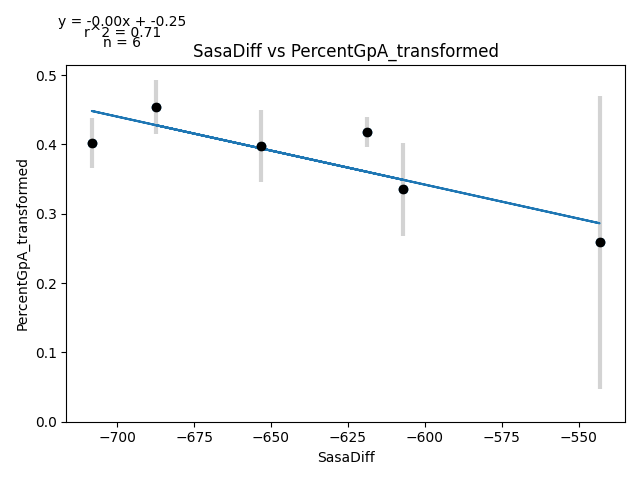 y = -0.00x + -0.25
r^2 = 0.71
n = 6
SasaDiff vs PercentGpA_transformed
PercentGpA_transformed
0.5
0.4
0.3
0.2
0.1
0.0
−700
−675
−650
−625
−600
−575
−550
SasaDiff